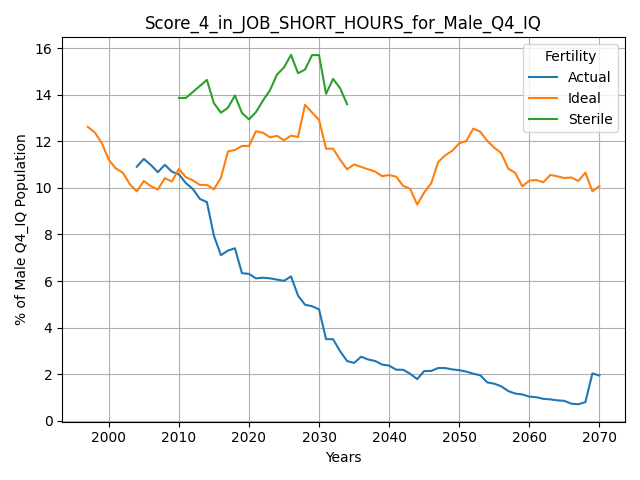 Score_4_in_JOB_SHORT_HOURS_for_Male_Q4_IQ
Fertility
Actual
Ideal
Sterile
% of Male Q4_IQ Population
16
14
12
10
8
6
4
2
0
2000 2010 2020 2030 2040 2050 2060 2070
Years